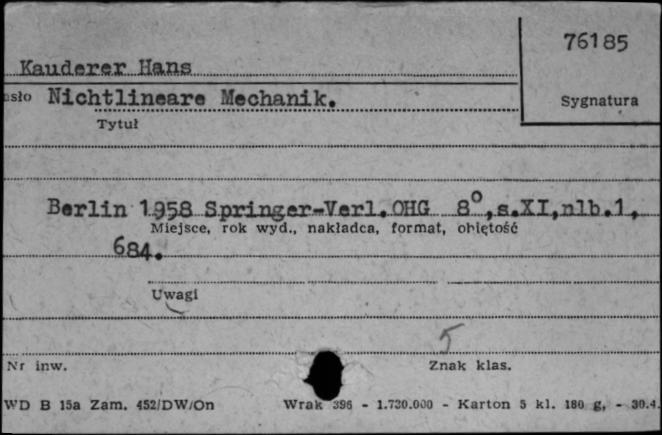 76185
Kauderer Hans
asło Nichtlineare Mechanik.
Sygnatura
Tytuł
Berlin 1958 Springer-Verl.OHG 8°,s.XI,nlb.1,
Miejsce, rok wyd., nakładca, format, objętość
684.
Uwagi
5
Nr inw.
Znak klas.
WD B 15a Zam. 452/DW/On Wrak 396 - 1.720.000 - Karton 5 kl. 180 g, - 30.4.